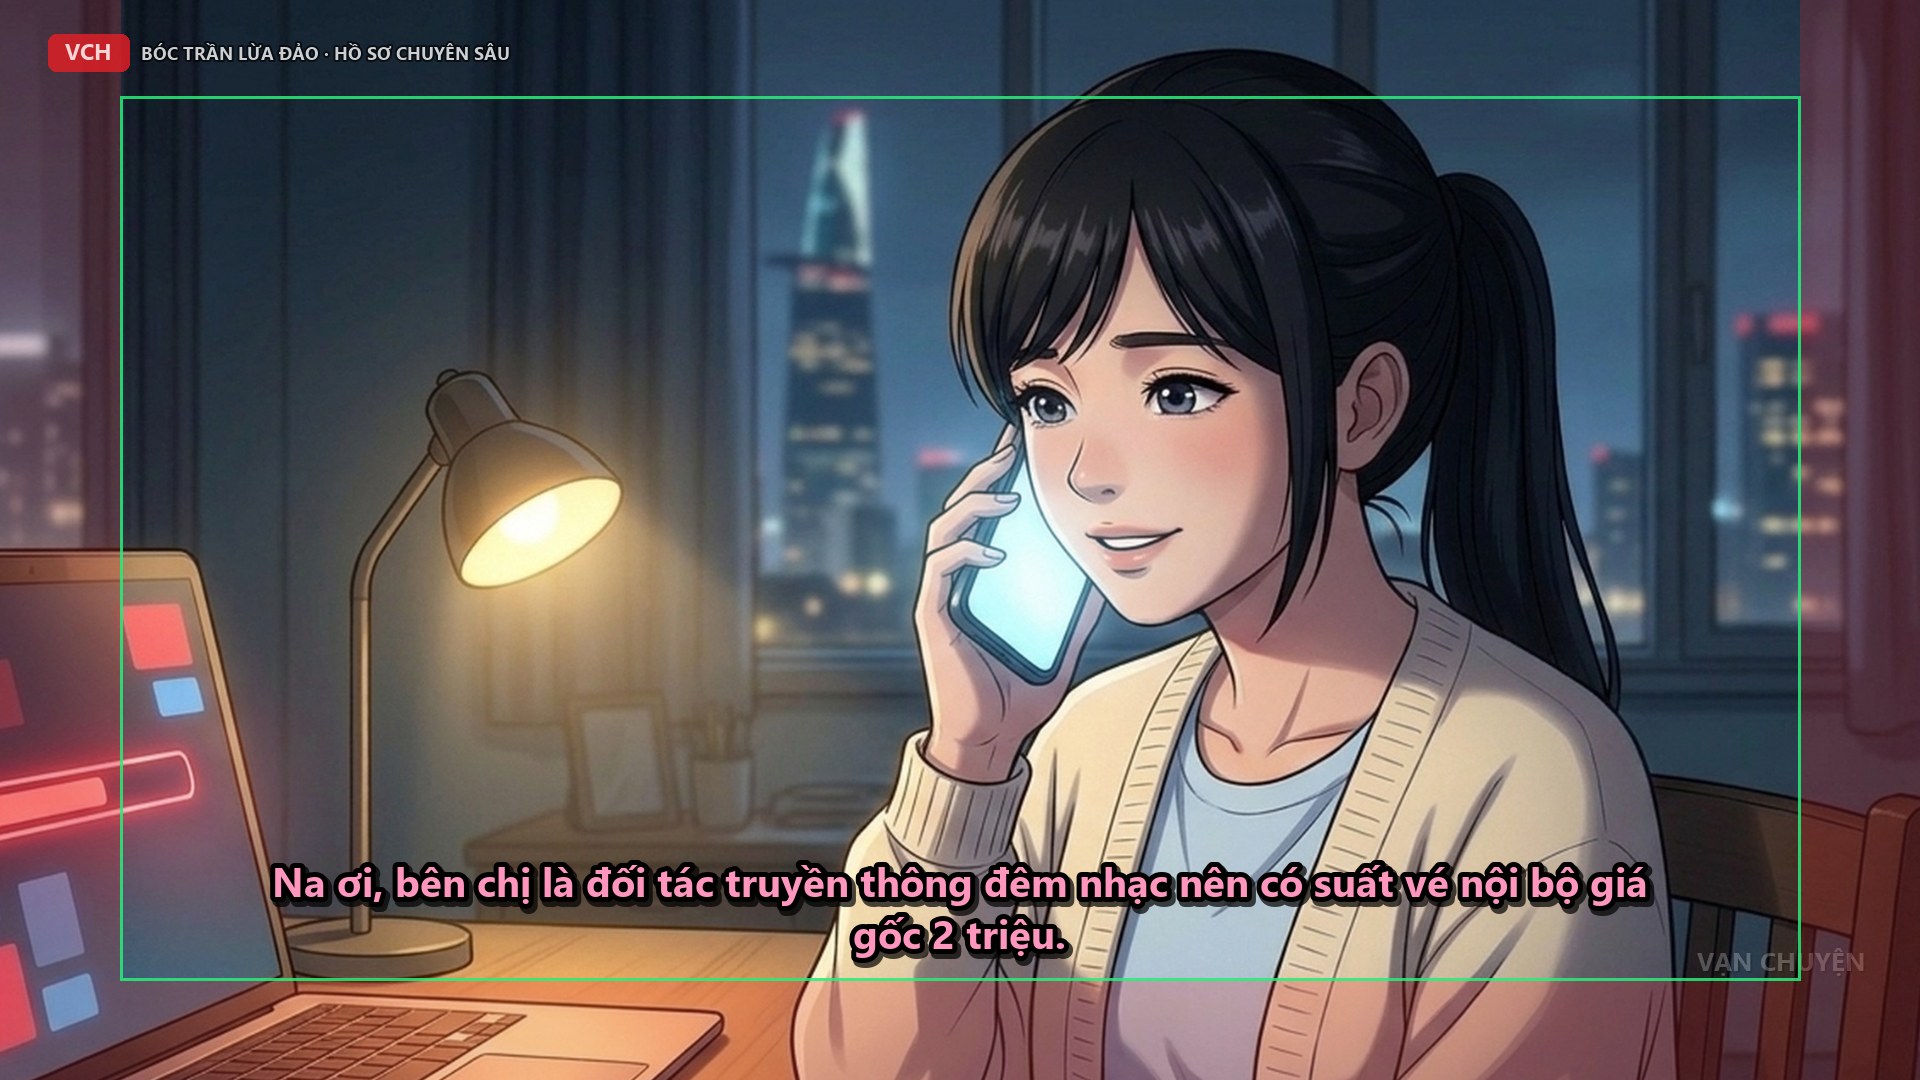 VCH BÓC TRẦN LỪA ĐẢO · HỒ SƠ CHUYÊN SÂU
Na ơi, bên chị là đối tác truyền thông đêm nhạc nên có suất vé nội bộ giá
gốc 2 triệu.
VẠN CHUYỆN